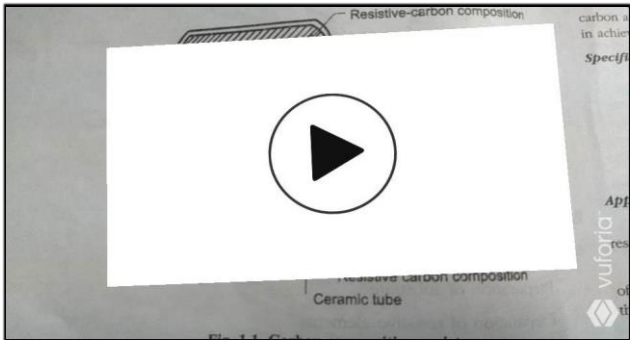 Resistive-carbon composition
carbon a
in achie
Specifi
App
res
Resistive carbon composition
of
Ceramic tube
th
vuforia